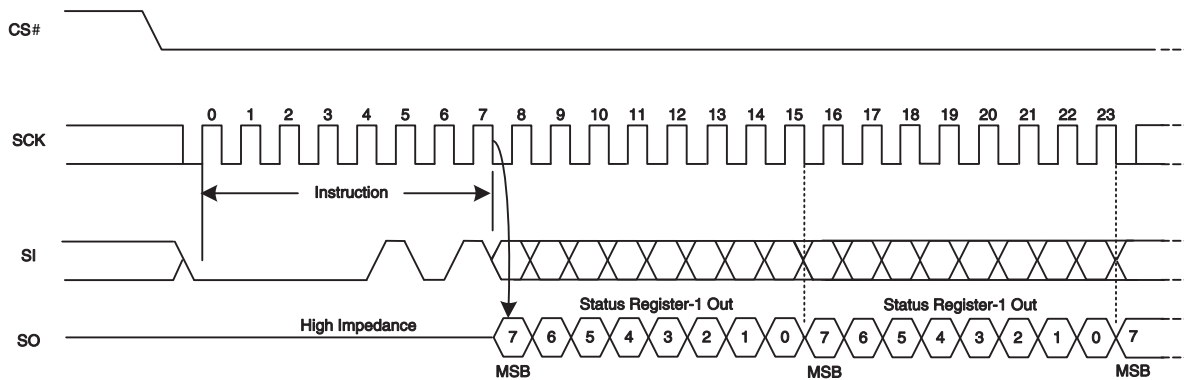 CS#
0 1 2 3 4 5 6 7 8 9 10 11 12 13 14 15 16 17 18 19 20 21 22 23
SCK
Instruction
SI
Status Register-1 Out Status Register-1 Out
High Impedance
SO
7 6 5 4 3 2 1 0 7 6 5 4 3 2 1 0 7
MSB MSB MSB